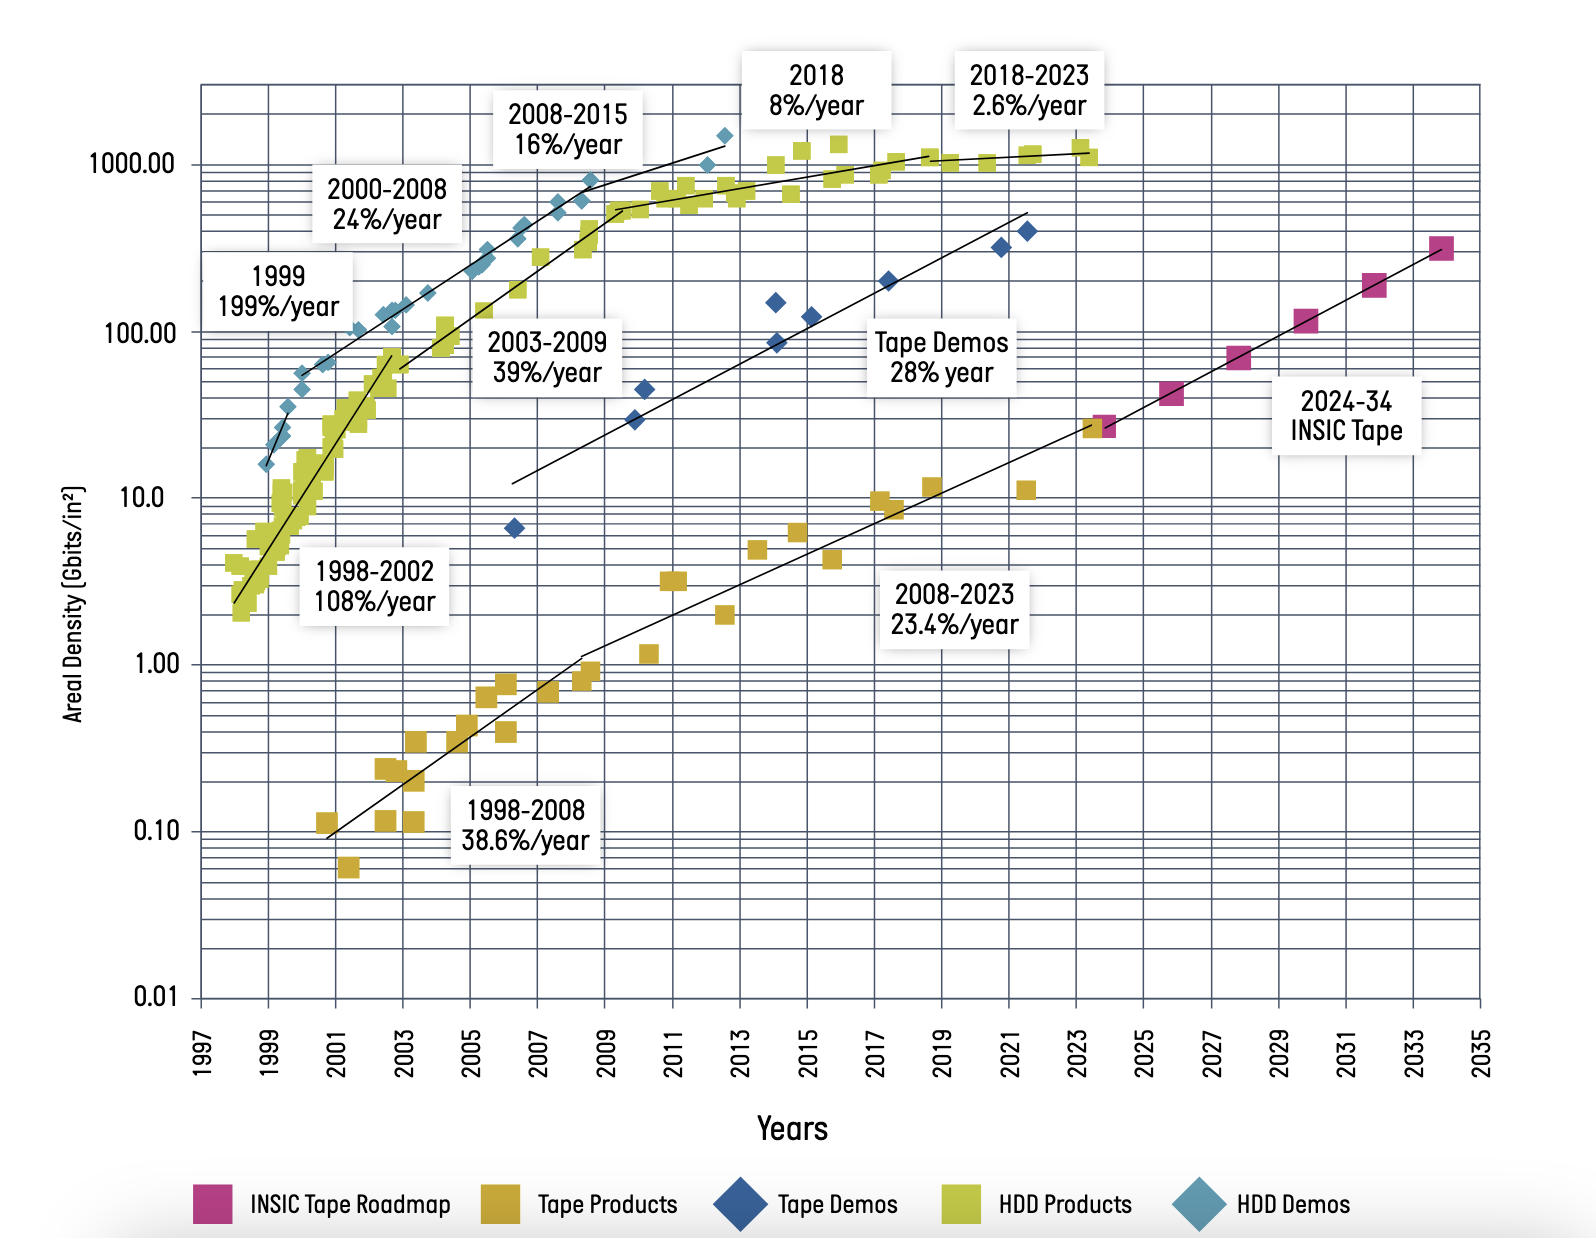 2018
8%/year
2018-2023
2.6%/year
2008-2015
16%/year
2000-2008
24%/year
1999
199%/year
2003-2009
39%/year
Tape Demos
28% year
2024-34
INSIC Tape
1998-2002
108%/year
2008-2023
23.4%/year
1998-2008
38.6%/year
Areal Density (Gbits/in²)
1000.00
100.00
10.0
1.00
0.10
0.01
1997
1999
2001
2003
2005
2007
2009
2011
2013
2015
2017
2019
2021
2023
2025
2027
2029
2031
2033
2035
Years
INSIC Tape Roadmap
Tape Products
Tape Demos
HDD Products
HDD Demos